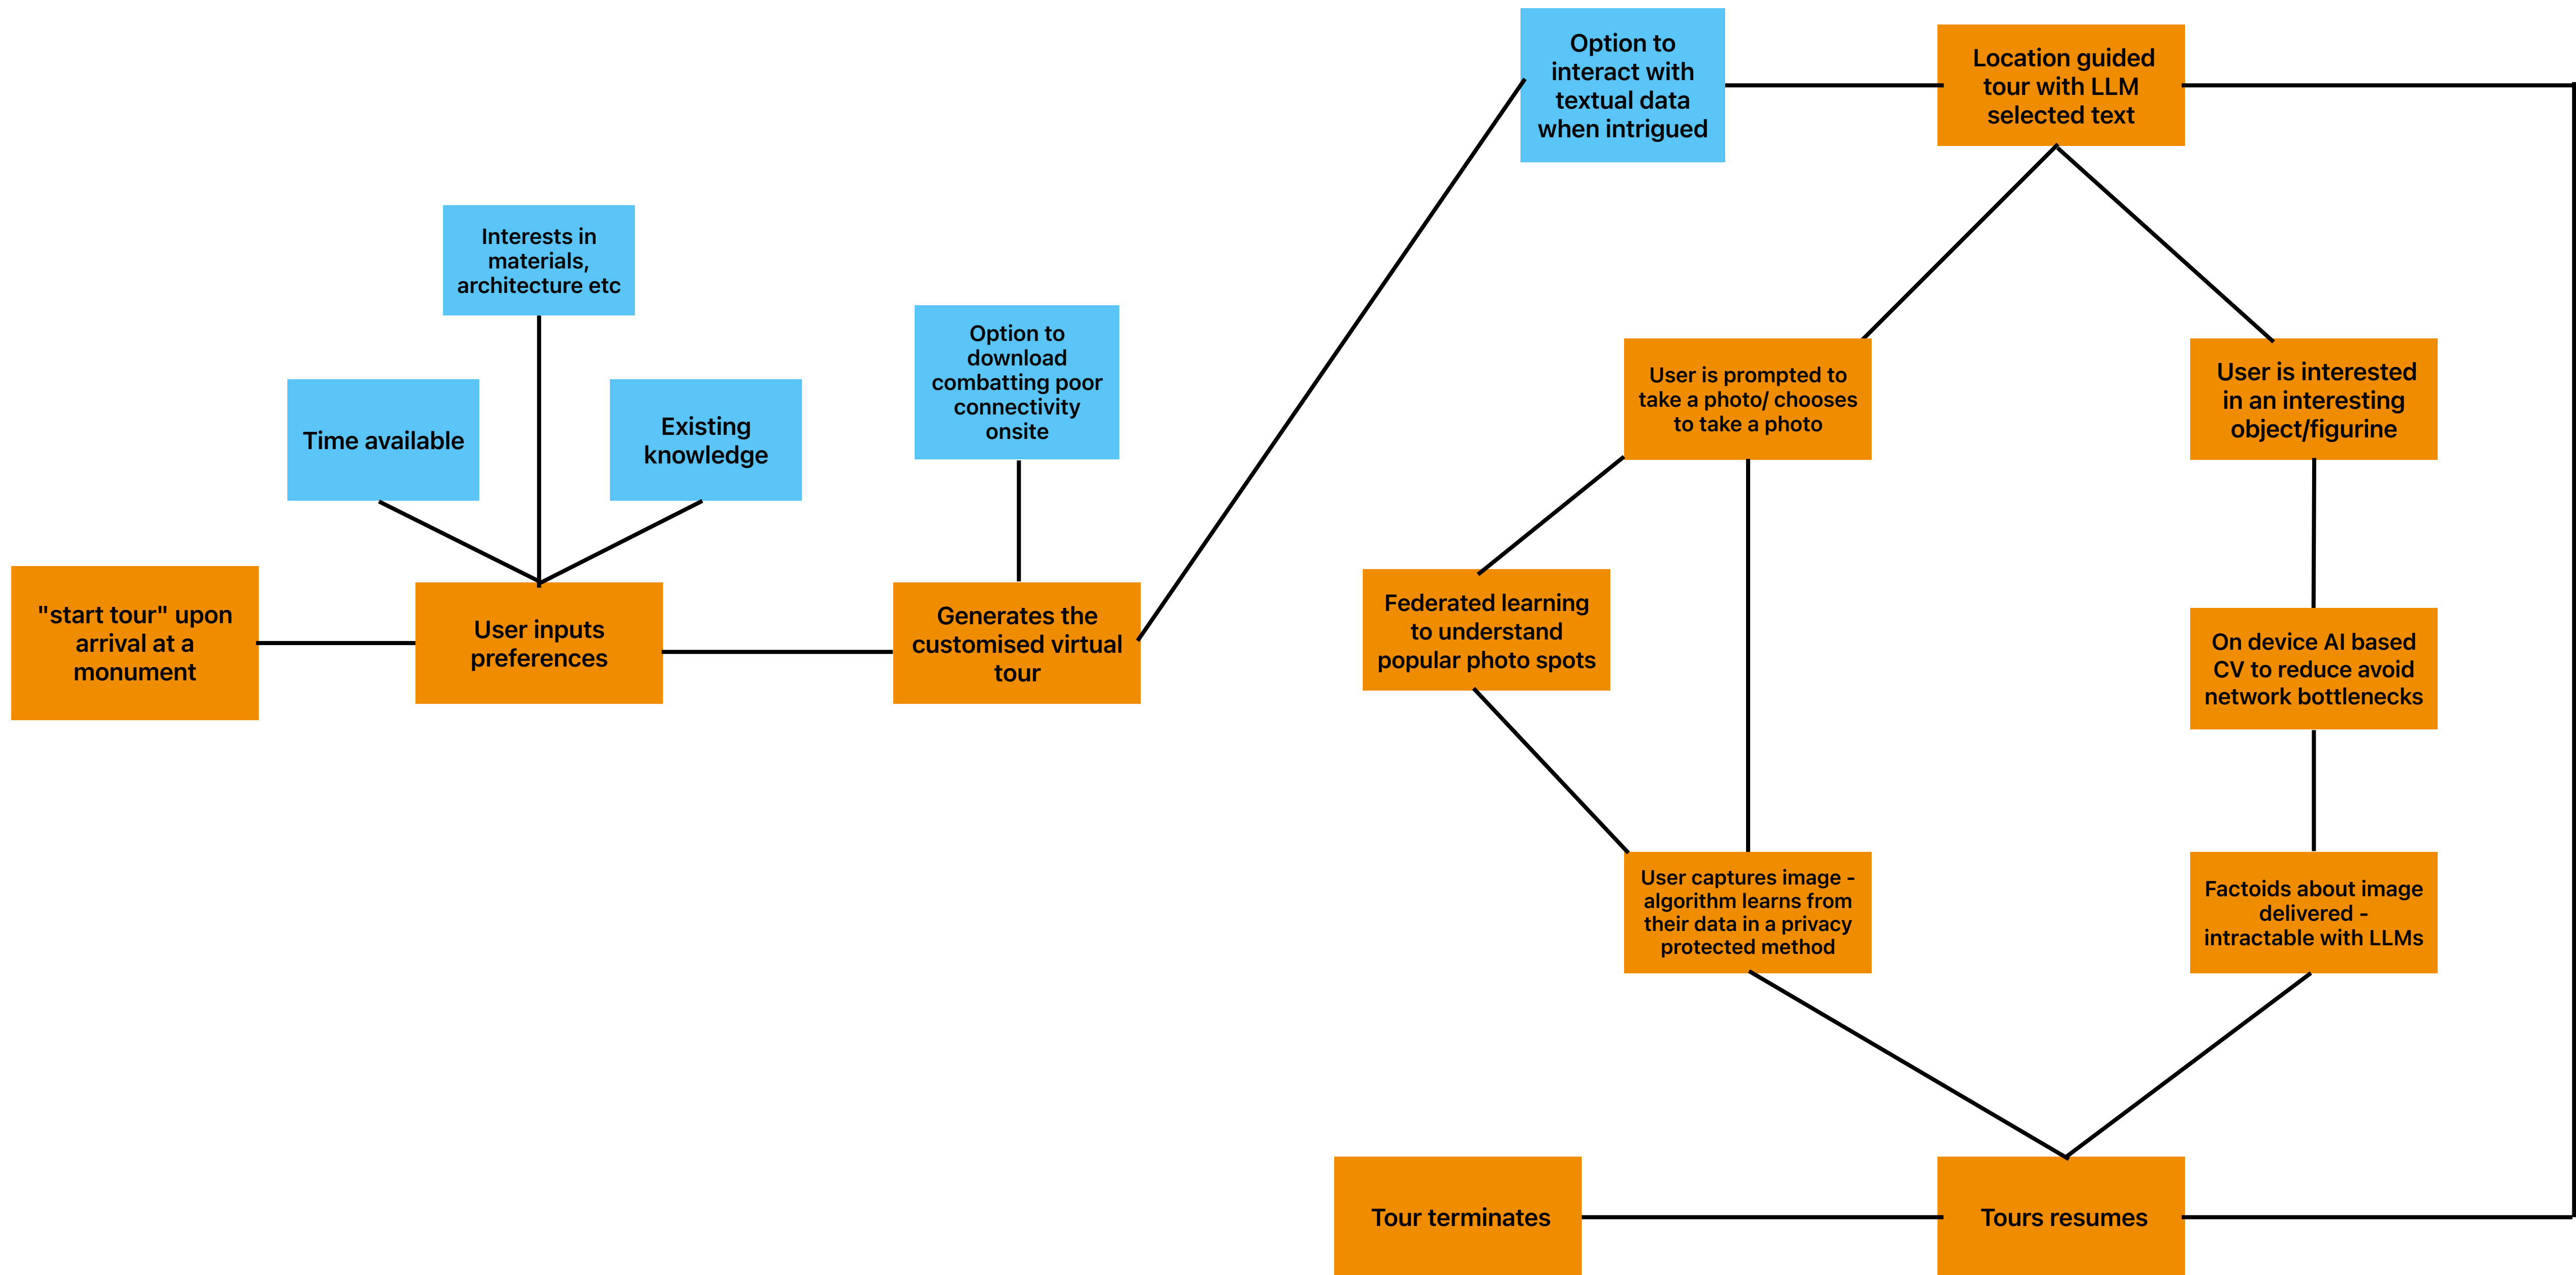 Option to
interact with
textual data
when intrigued
Location guided
tour with LLM
selected text
Interests in
materials,
architecture etc
Option to
download
combatting poor
connectivity
onsite
Time available
Existing
knowledge
User is prompted to
take a photo/ chooses
to take a photo
User is interested
in an interesting
object/figurine
"start tour" upon
arrival at a
monument
User inputs
preferences
Generates the
customised virtual
tour
Federated learning
to understand
popular photo spots
On device AI based
CV to reduce avoid
network bottlenecks
User captures image -
algorithm learns from
their data in a privacy
protected method
Factoids about image
delivered -
intractable with LLMs
Tour terminates
Tours resumes